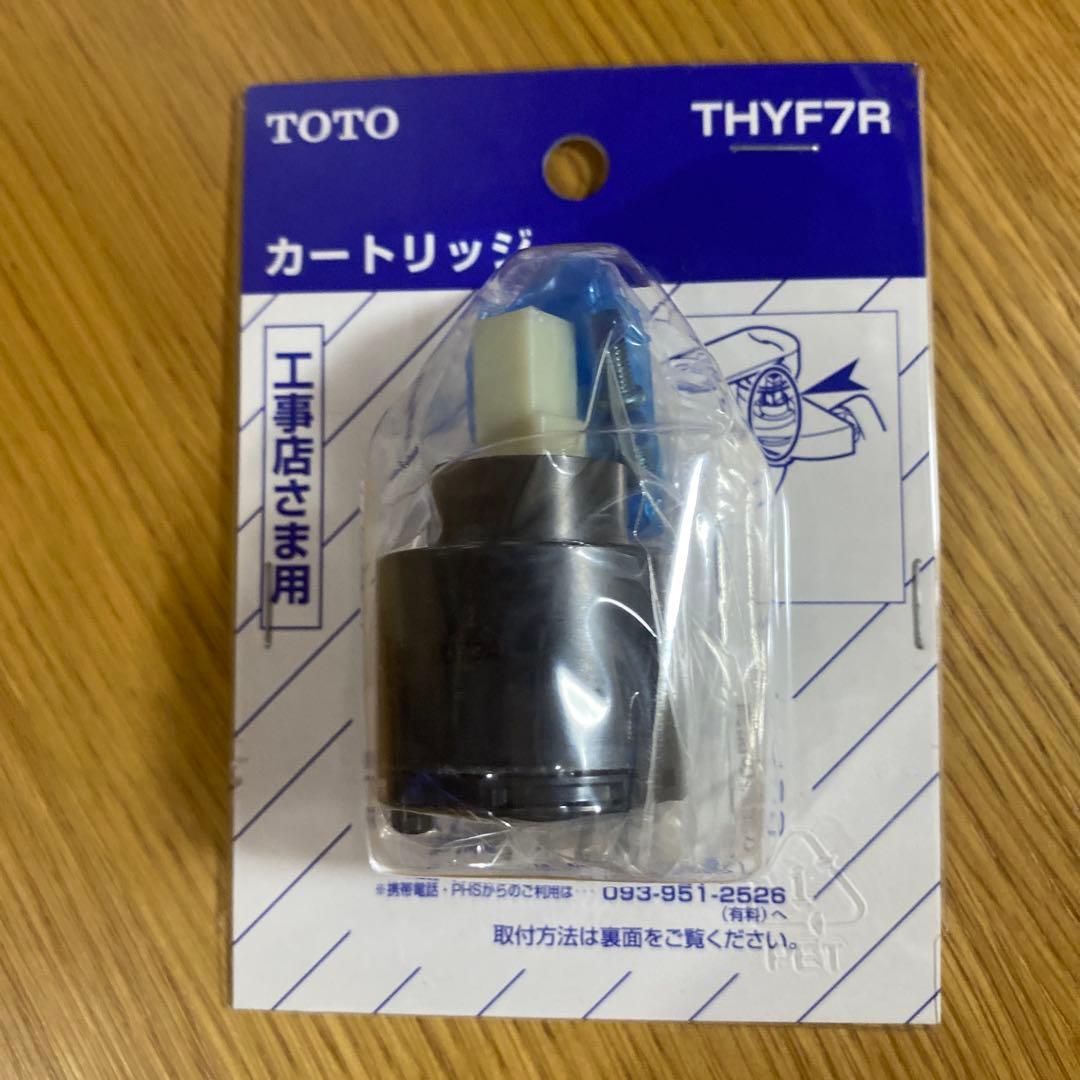 TOTO
THYF7R
カートリッジ
工事店さま用
※携帯電話・PHSからのご利用は… 093-951-2526
(有料)へ
取付方法は裏面をご覧ください。
1
PET